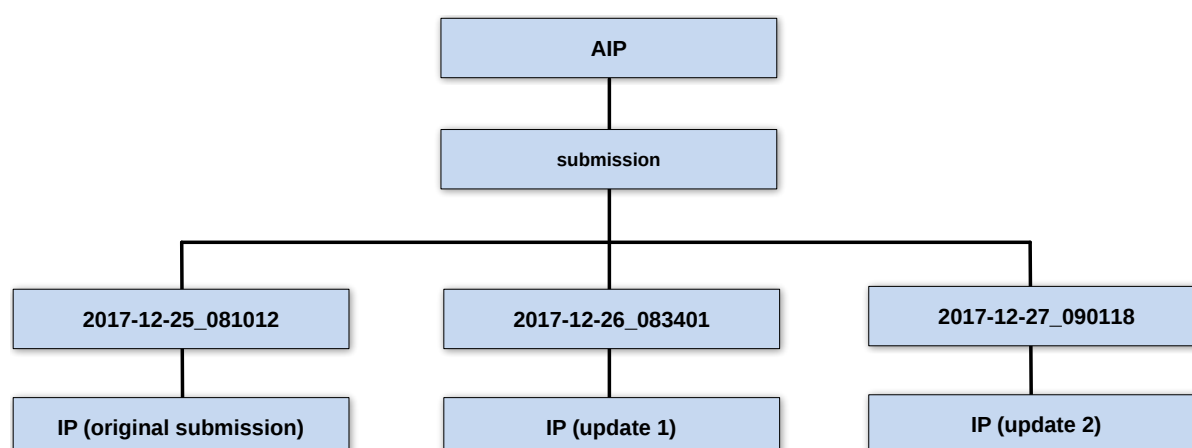 AIP
submission
2017-12-25_081012
2017-12-26_083401
2017-12-27_090118
IP (original submission)
IP (update 1)
IP (update 2)